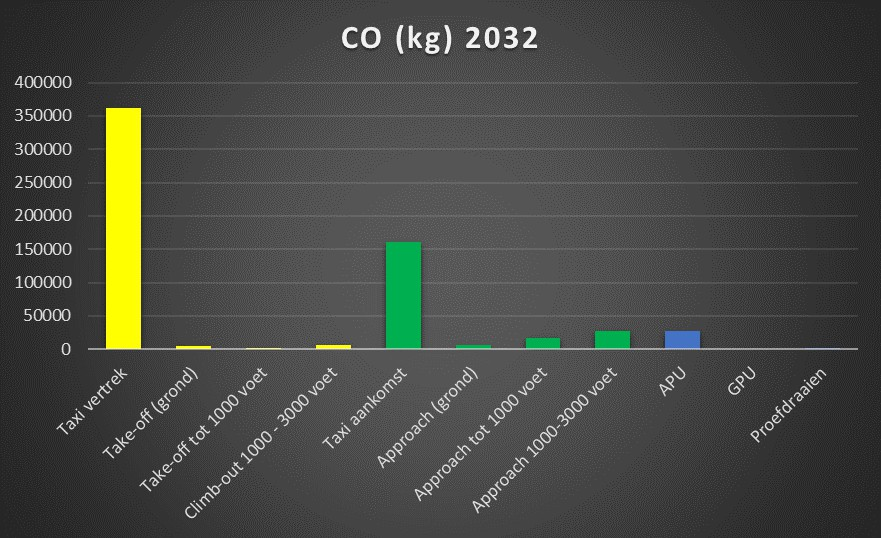 CO (kg) 2032
400000
350000
300000
250000
200000
150000
100000
50000
0
Taxi vertrek
Take-off (grond)
Take-off tot 1000 voet
Climb-out 1000 - 3000 voet
Taxi aankomst
Approach (grond)
Approach tot 1000 voet
Approach 1000-3000 voet
APU
GPU
Proefdraaien